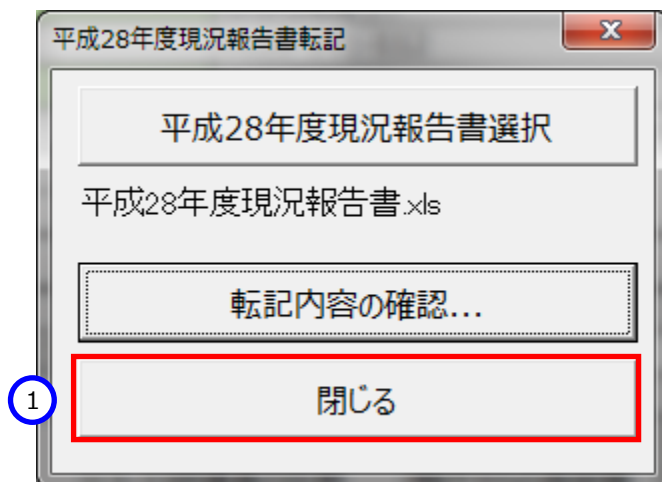 平成28年度現況報告書転記
平成28年度現況報告書選択
平成28年度現況報告書.xls
転記内容の確認...
1
閉じる